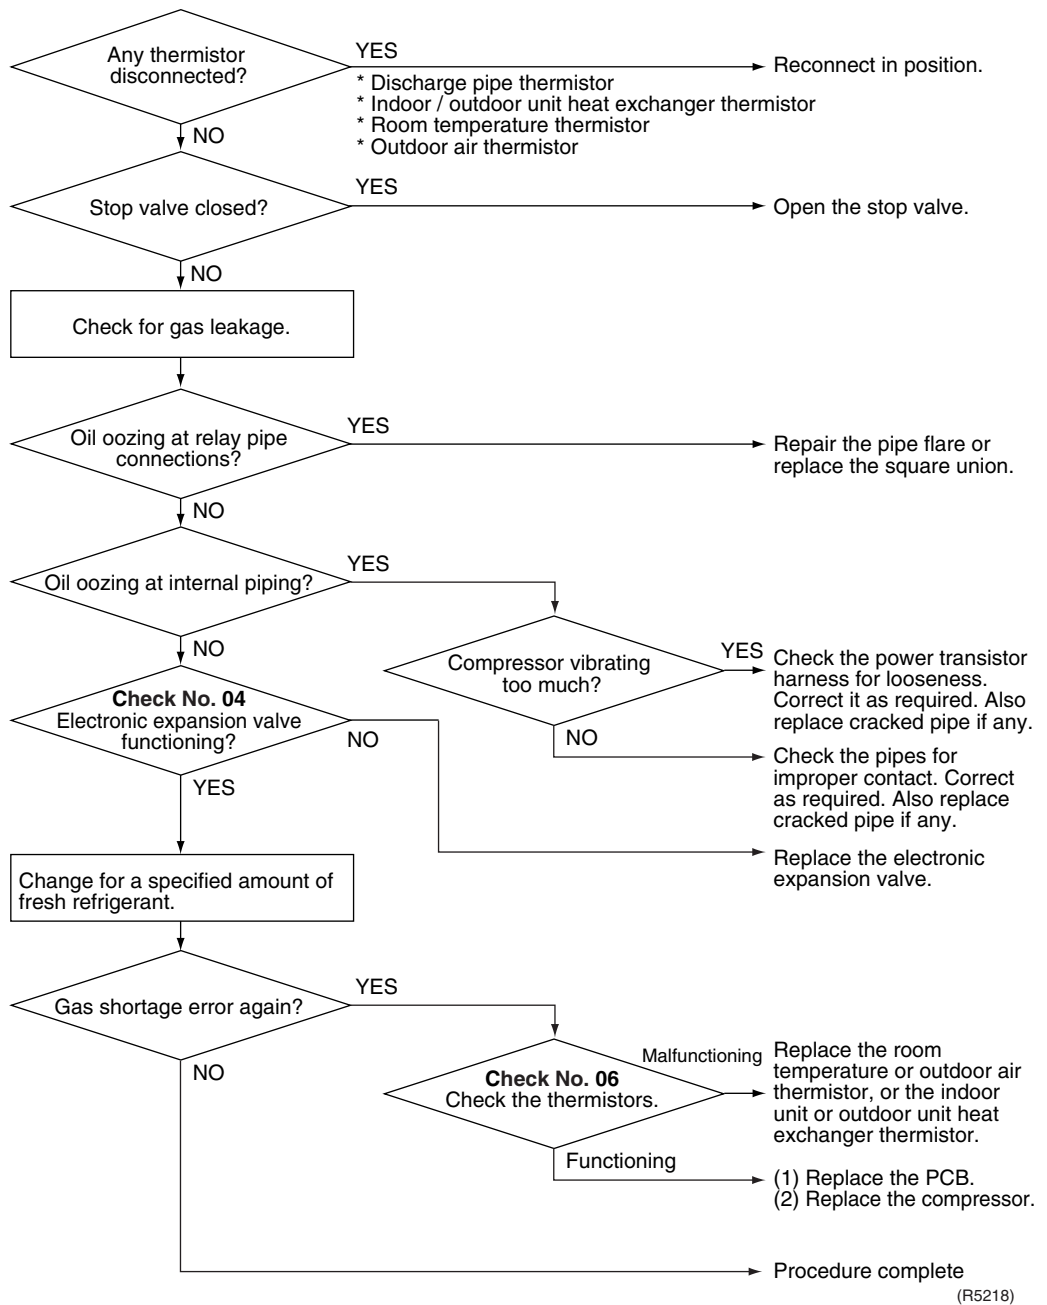 Any thermistor
disconnected?
YES
* Discharge pipe thermistor
* Indoor / outdoor unit heat exchanger thermistor
* Room temperature thermistor
* Outdoor air thermistor
Reconnect in position.
NO
Stop valve closed?
YES
Open the stop valve.
NO
Check for gas leakage.
Oil oozing at relay pipe
connections?
YES
Repair the pipe flare or
replace the square union.
NO
Oil oozing at internal piping?
YES
Compressor vibrating
too much?
YES
Check the power transistor
harness for looseness.
Correct it as required. Also
replace cracked pipe if any.
NO
Check the pipes for
improper contact. Correct
as required. Also replace
cracked pipe if any.
NO
Check No. 04
Electronic expansion valve
functioning?
NO
Replace the electronic
expansion valve.
YES
Change for a specified amount of
fresh refrigerant.
Gas shortage error again?
YES
Check No. 06
Check the thermistors.
Malfunctioning
Replace the room
temperature or outdoor air
thermistor, or the indoor
unit or outdoor unit heat
exchanger thermistor.
Functioning
(1) Replace the PCB.
(2) Replace the compressor.
NO
Procedure complete
(R5218)